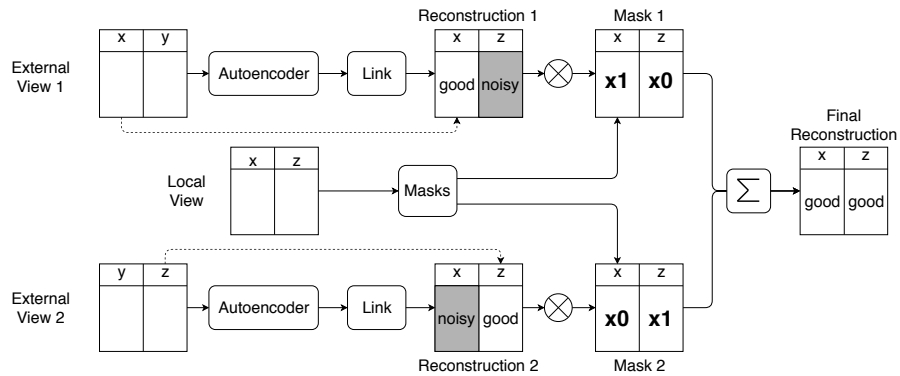 Reconstruction 1
Mask 1
x y
x z
x z
External
View 1
Autoencoder
Link
good noisy
x1 x0
Final
Reconstruction
x z
x z
Local
View
Masks
Σ
good good
y z
x z
x z
External
View 2
Autoencoder
Link
noisy good
x0 x1
Reconstruction 2
Mask 2